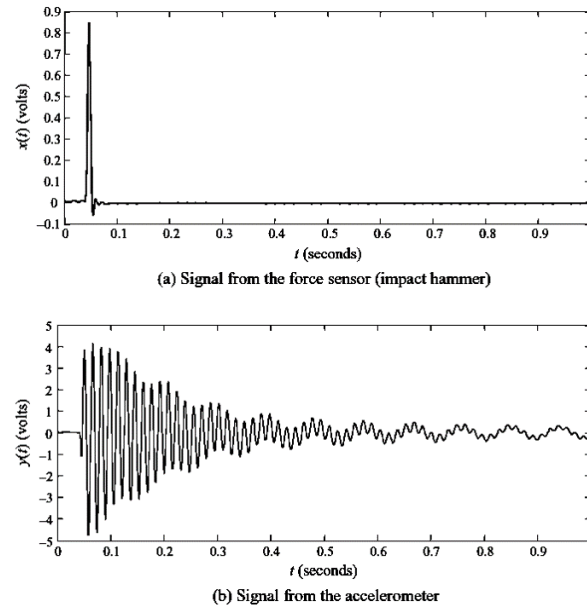 0.9
0.8
0.7
0.6
0.5
0.4
0.3
0.2
0.1
0
-0.1
x(t) (volts)
0 0.1 0.2 0.3 0.4 0.5 0.6 0.7 0.8 0.9
t (seconds)
(a) Signal from the force sensor (impact hammer)
5
4
3
2
1
0
-1
-2
-3
-4
-5
y(t) (volts)
0 0.1 0.2 0.3 0.4 0.5 0.6 0.7 0.8 0.9
t (seconds)
(b) Signal from the accelerometer